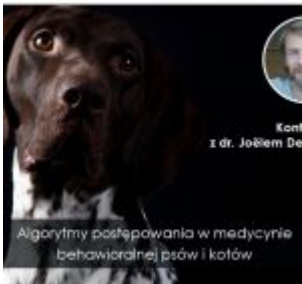 z dr. Joëlem
Algorytmy postępowania w medycynie
behawioralnej psów i kotów